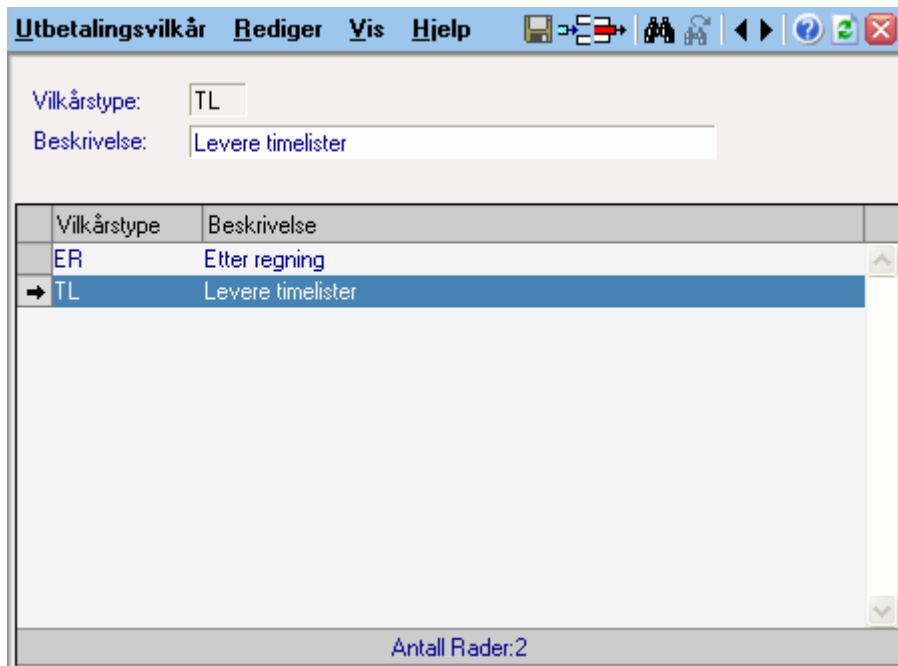 Utbetalingsvilkår Rediger Vis Hjelp
Vilkårstype: TL
Beskrivelse: Levere timelister
Vilkårstype Beskrivelse
ER Etter regning
TL Levere timelister
Antall Rader:2